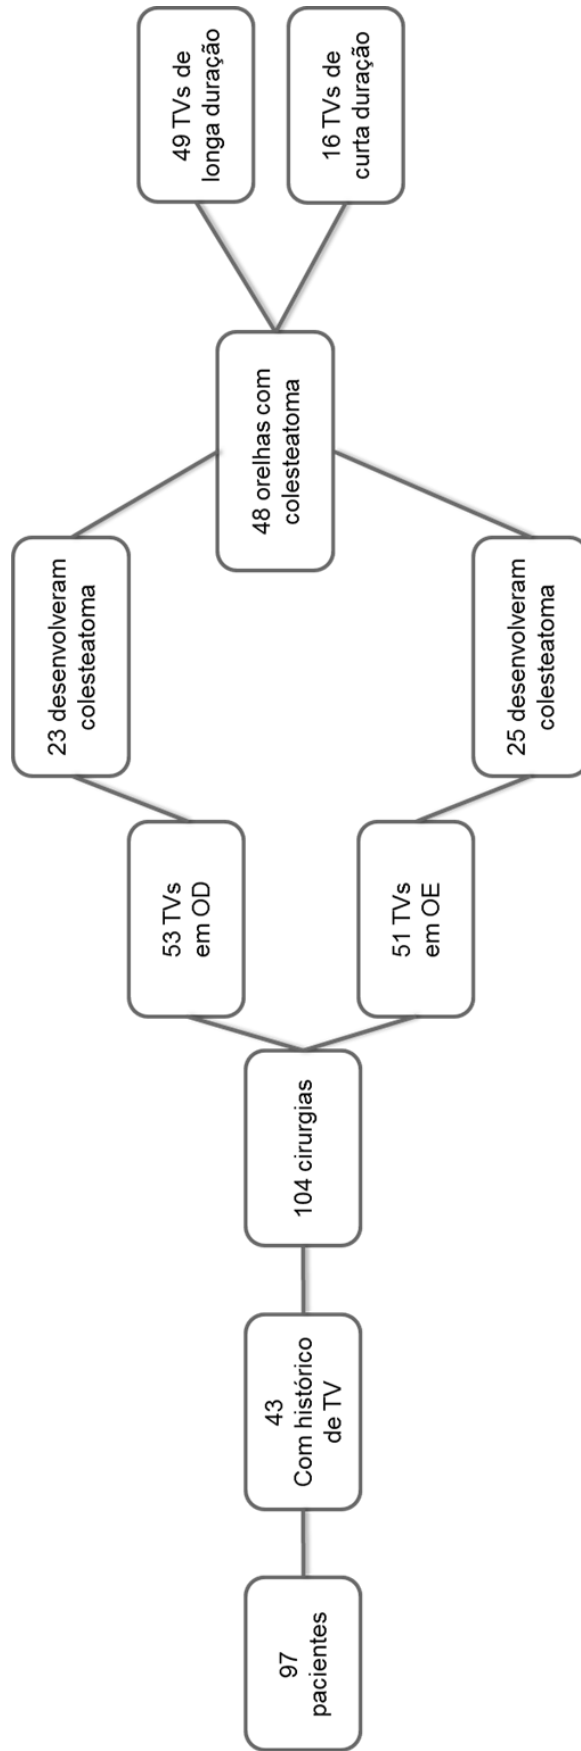 97
pacientes
43
Com histórico
de TV
104 cirurgias
53 TVs
em OD
51 TVs
em OE
23 desenvolveram
colesteatoma
25 desenvolveram
colesteatoma
48 orelhas com
colesteatoma
49 TVs de
longa duração
16 TVs de
curta duração